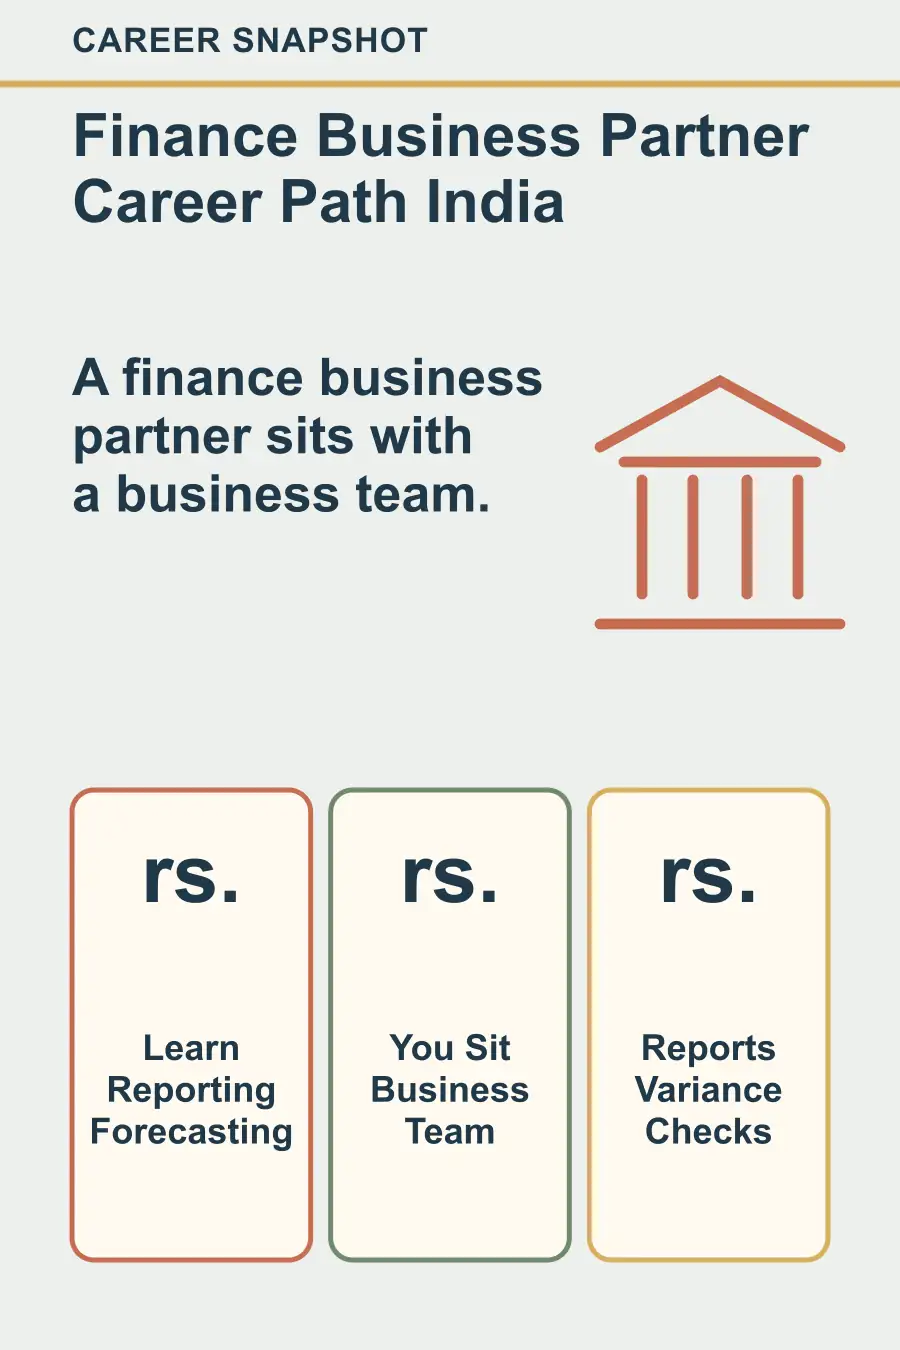 CAREER SNAPSHOT
Finance Business Partner
Career Path India
A finance business
partner sits with
a business team.
rs.
Learn
Reporting
Forecasting
rs.
You Sit
Business
Team
rs.
Reports
Variance
Checks